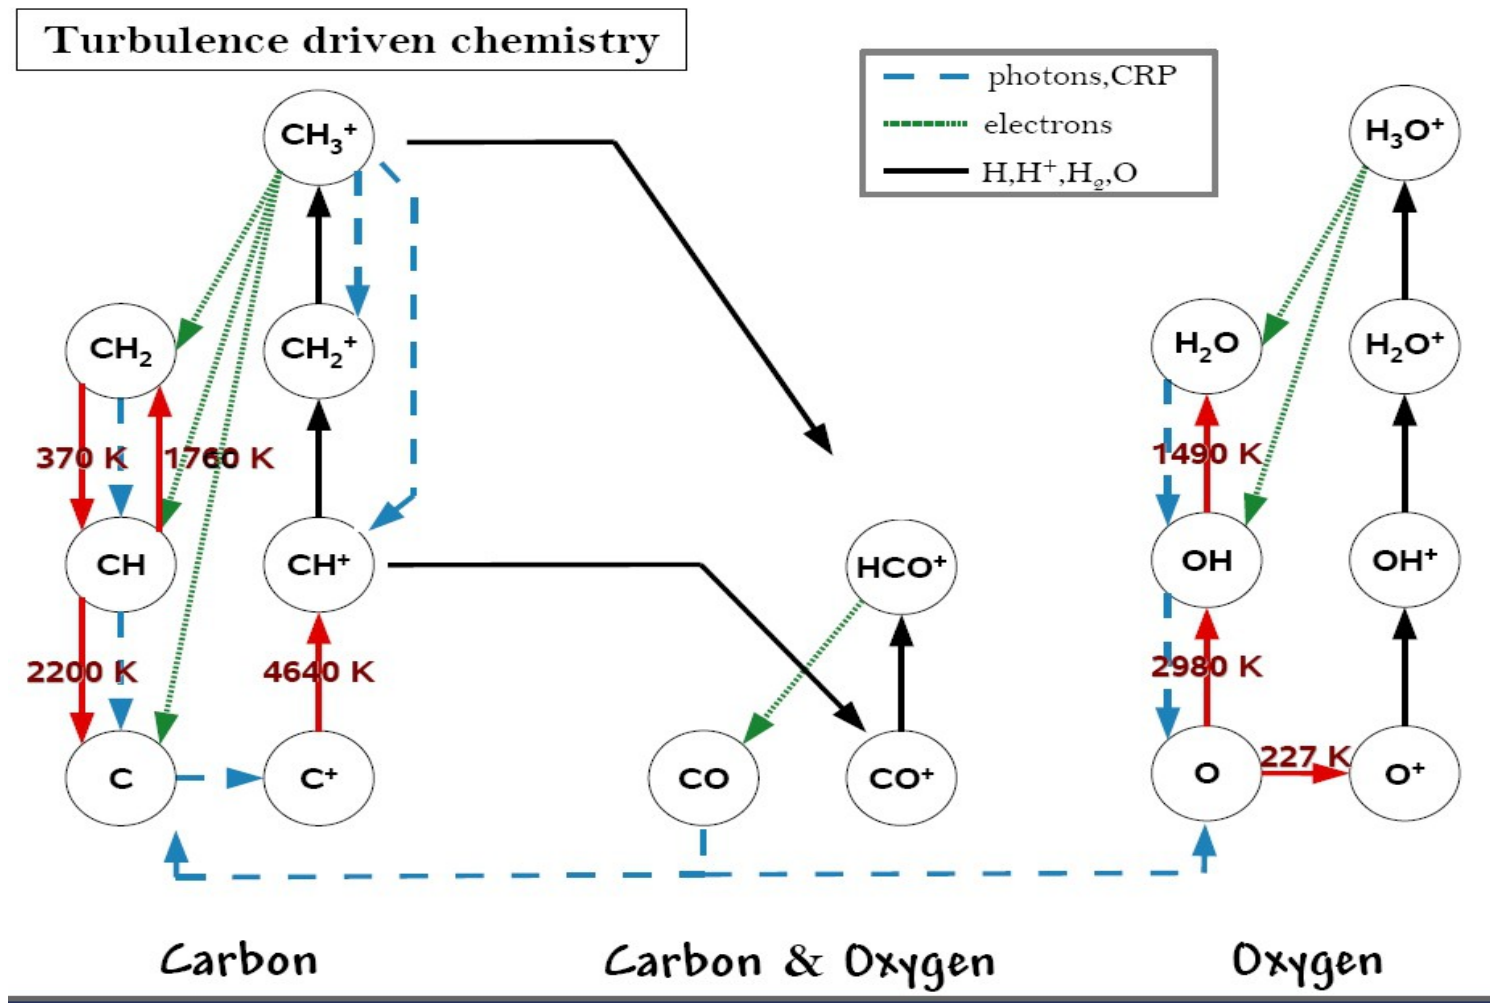 Turbulence driven chemistry
photons,CRP
electrons
H,H⁺,H₂,O
CH₃⁺
H₃O⁺
CH₂
CH₂⁺
H₂O
H₂O⁺
370 K
1760 K
1490 K
CH
CH⁺
HCO⁺
OH
OH⁺
2200 K
4640 K
2980 K
227 K
C
C⁺
CO
CO⁺
O
O⁺
Carbon
Carbon & Oxygen
Oxygen